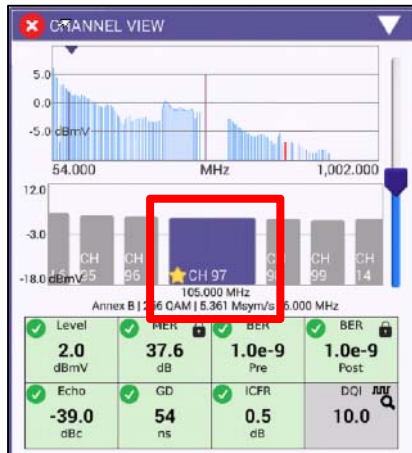 CHANNEL VIEW
5.0
0.0
-5.0 dBmV
54.000 MHz 1,002.000
12.0
-3.0
-18.0 dBmV
CH 95
CH 96
CH 97
CH 99
CH 14
105.000 MHz
Annex B | 256 QAM | 5.361 Msym/s 6.000 MHz
Level MER BER BER
2.0 37.6 1.0e-9 1.0e-9
dBmV dB Pre Post
Echo GD ICFR DQI
-39.0 54 0.5 10.0
dBc ns dB